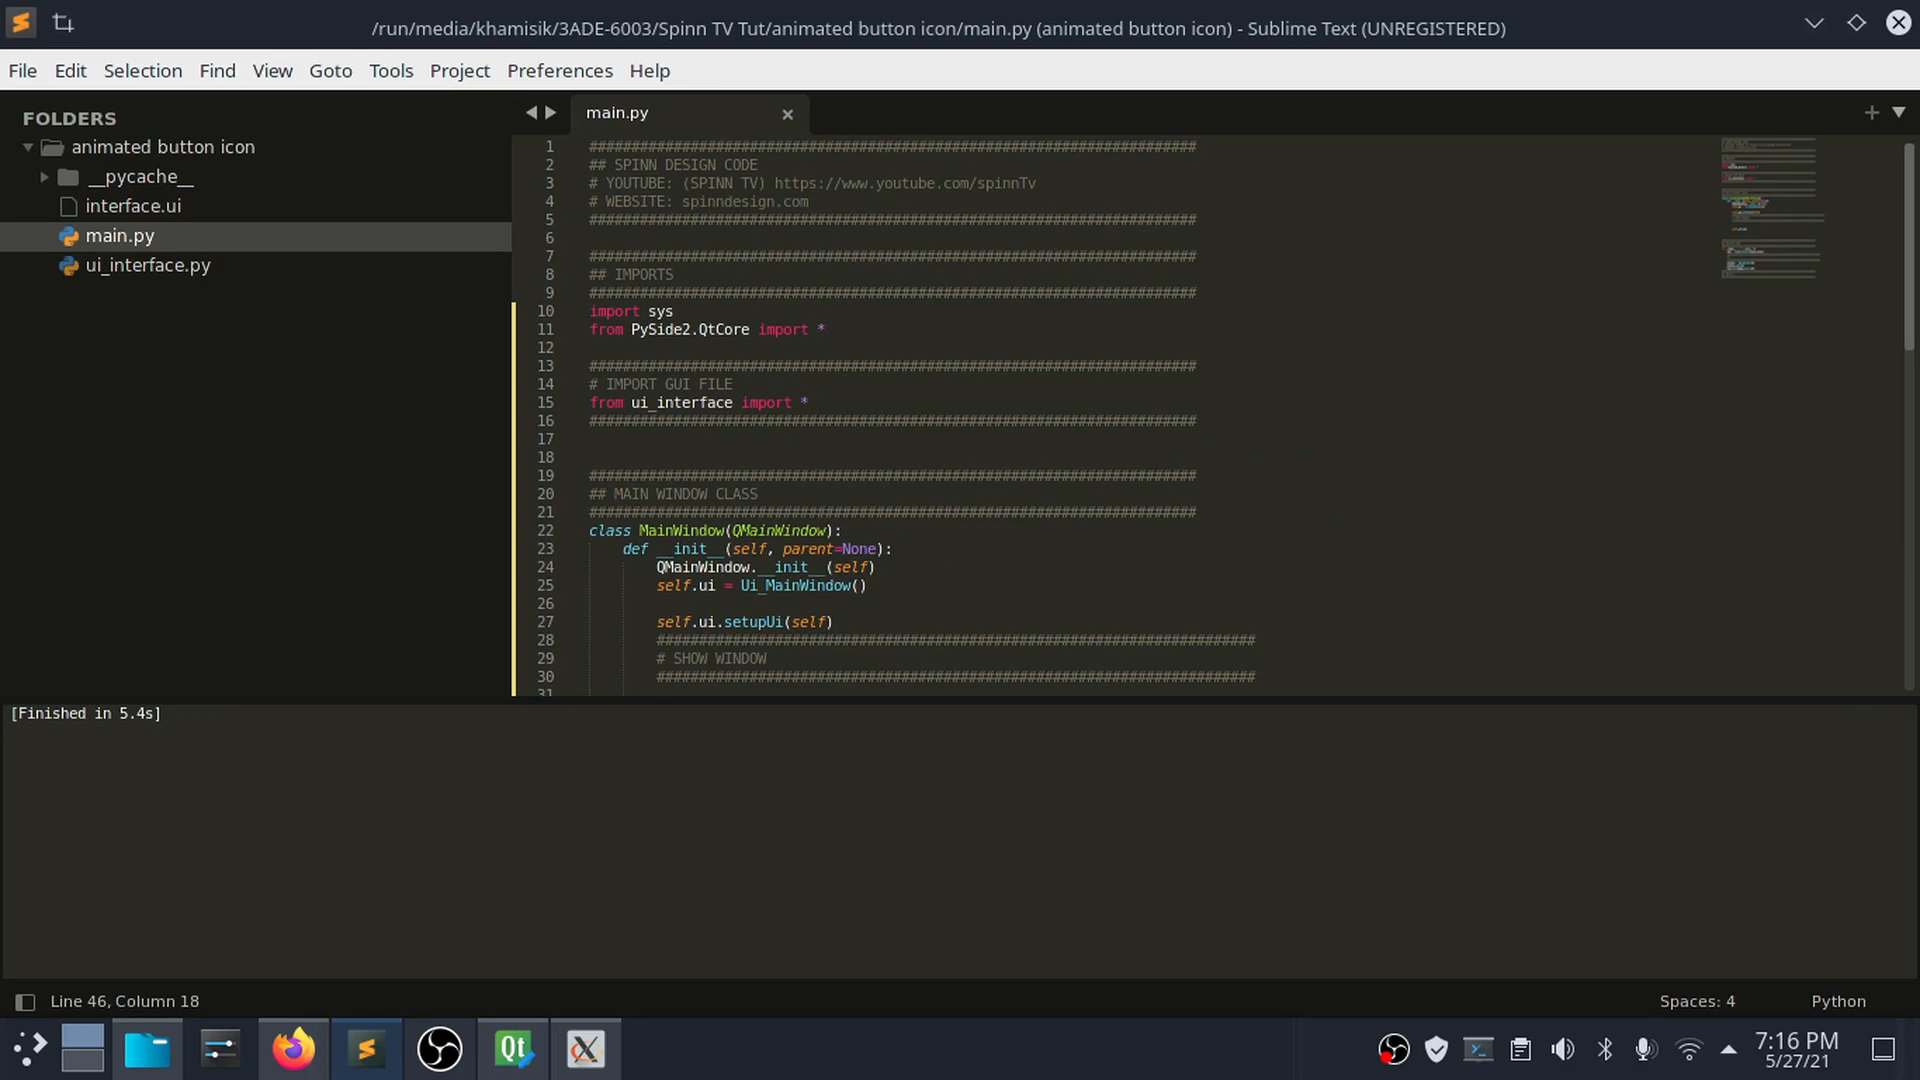 /run/media/khamisik/3ADE-6003/Spinn TV Tut/animated button icon/main.py (animated button icon) - Sublime Text (UNREGISTERED)
File Edit Selection Find View Goto Tools Project Preferences Help
FOLDERS
animated button icon
__pycache__
interface.ui
main.py
ui_interface.py
main.py
1 ########################################################################
2 ## SPINN DESIGN CODE
3 # YOUTUBE: (SPINN TV) https://www.youtube.com/spinnTv
4 # WEBSITE: spinndesign.com
5 ########################################################################
6
7 ########################################################################
8 ## IMPORTS
9 ########################################################################
10 import sys
11 from PySide2.QtCore import *
12
13 ########################################################################
14 # IMPORT GUI FILE
15 from ui_interface import *
16 ########################################################################
17
18
19 ########################################################################
20 ## MAIN WINDOW CLASS
21 ########################################################################
22 class MainWindow(QMainWindow):
23 def __init__(self, parent=None):
24 QMainWindow.__init__(self)
25 self.ui = Ui_MainWindow()
26
27 self.ui.setupUi(self)
28 #######################################################################
29 # SHOW WINDOW
30 #######################################################################
31
[Finished in 5.4s]
Line 46, Column 18
Spaces: 4
Python
Qt
7:16 PM
5/27/21